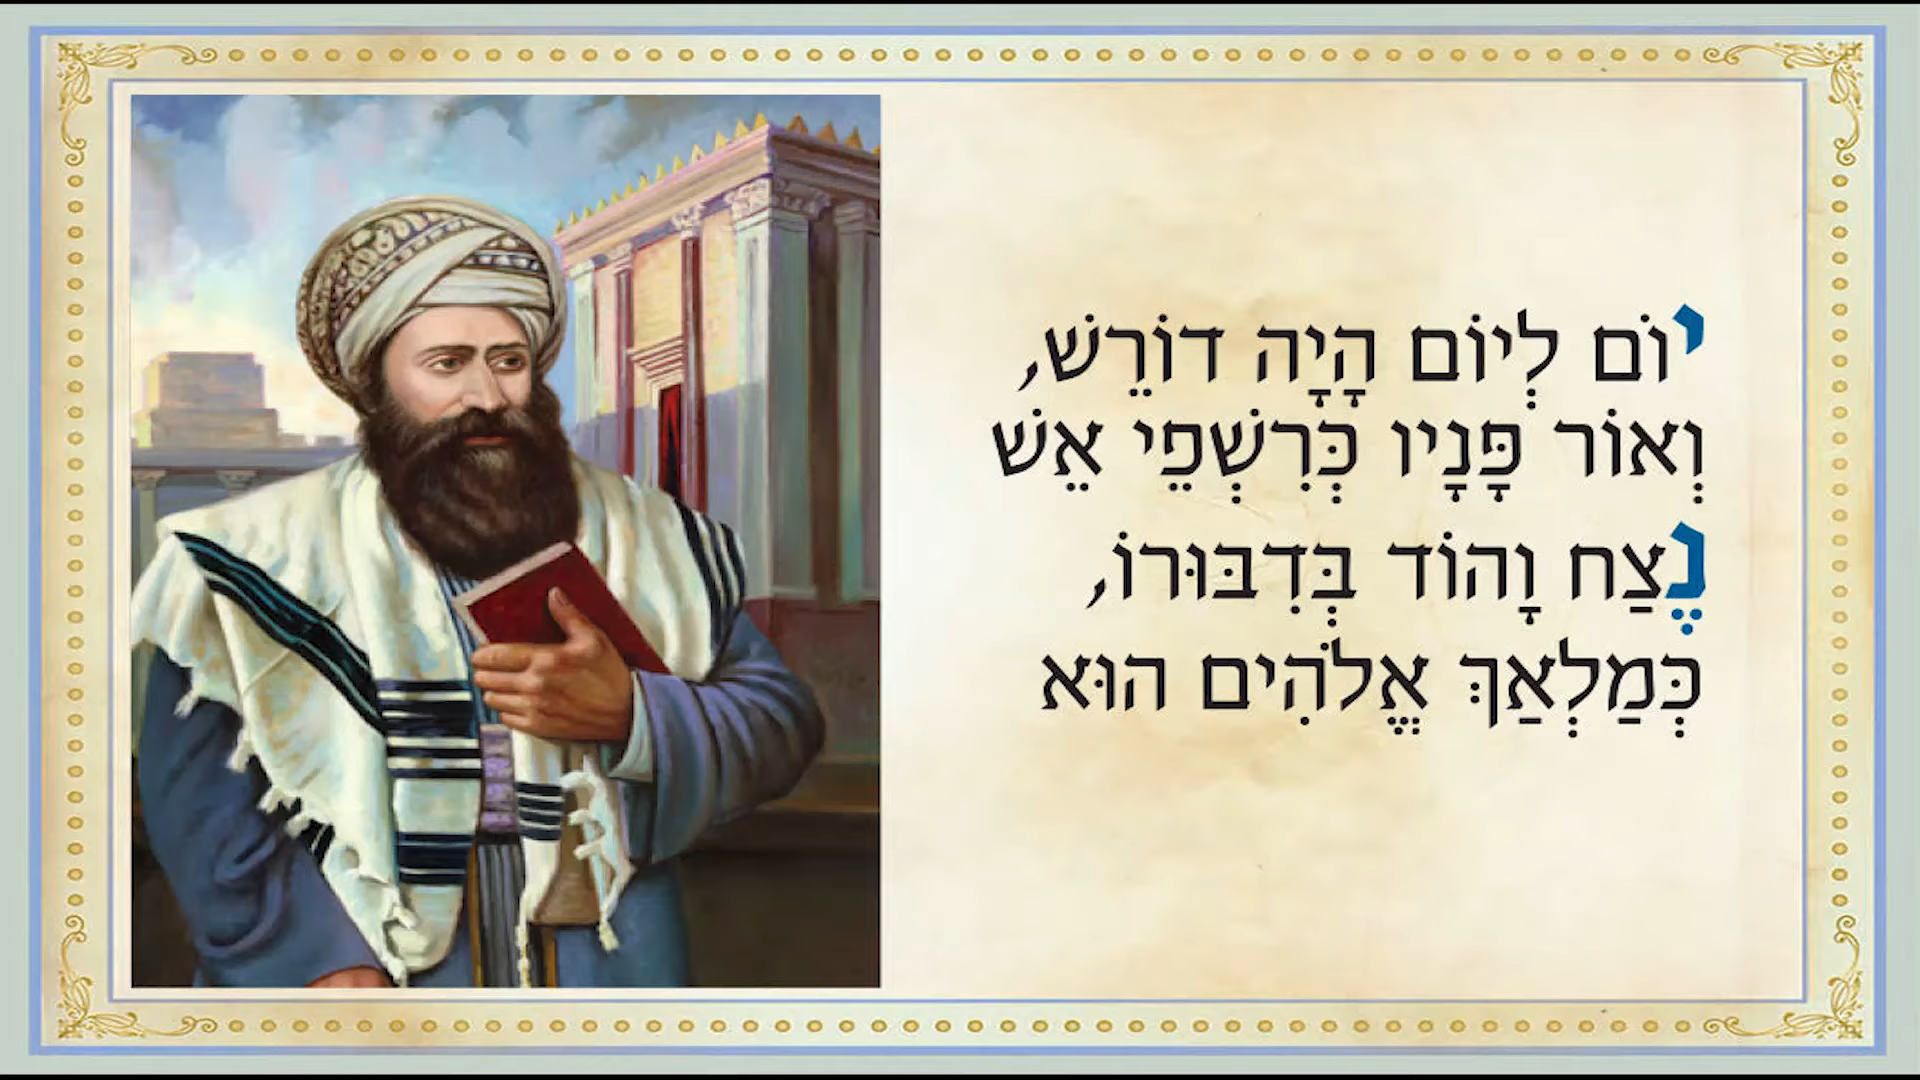 יוֹם לְיוֹם הָיָה דוֹרֵשׁ,
וְאוֹר פָּנָיו כְּרִשְׁפֵי אֵשׁ
נֶצַח וָהוֹד בְּדִבּוּרוֹ,
כְּמַלְאַךְ אֱלֹהִים הוּא